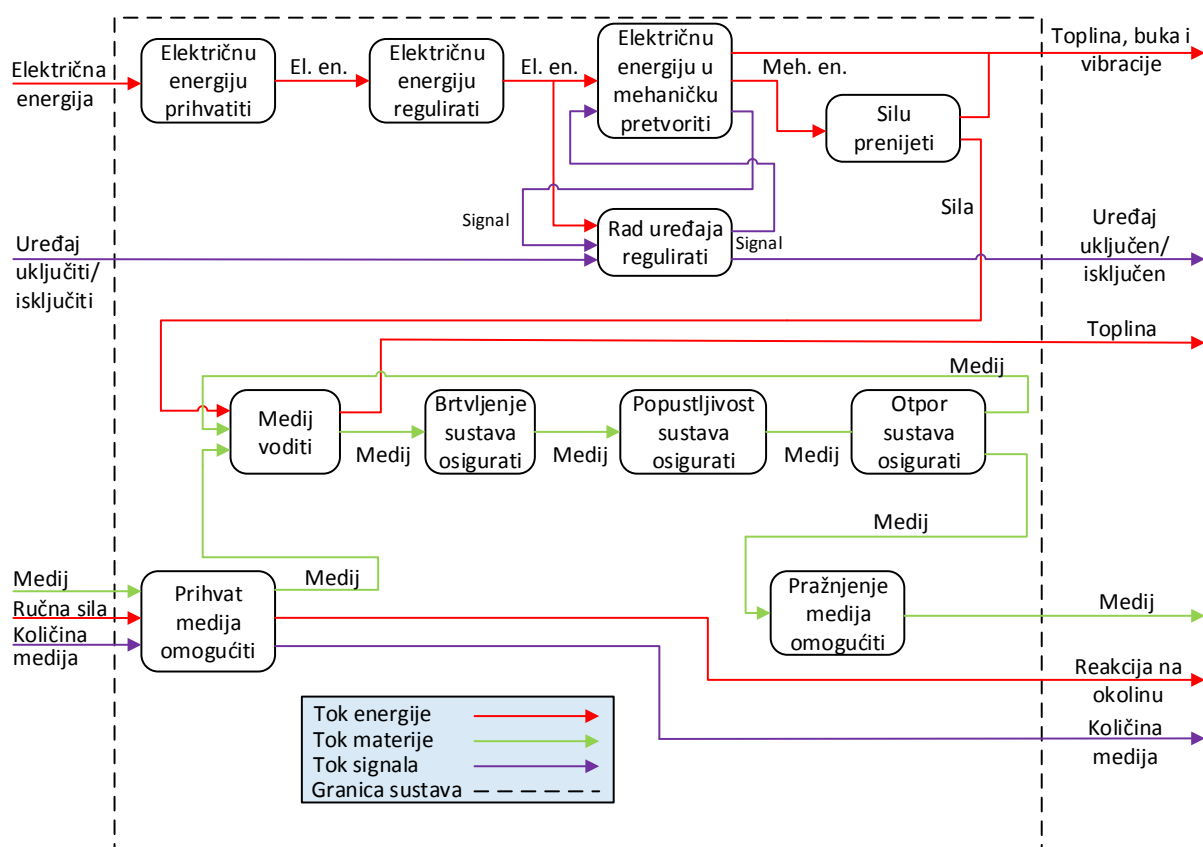 Električna
energija
Električnu
energiju
prihvatiti
El. en.
Električnu
energiju
regulirati
El. en.
Električnu
energiju u
mehaničku
pretvoriti
Meh. en.
Silu
prenijeti
Toplina, buka i
vibracije
Sila
Signal
Rad uređaja
regulirati
Signal
Uređaj
uključiti/
isključiti
Uređaj
uključen/
isključen
Toplina
Medij
Medij
voditi
Medij
Brtvljenje
sustava
osigurati
Medij
Popustljivost
sustava
osigurati
Medij
Otpor
sustava
osigurati
Medij
Medij
Ručna sila
Količina
medija
Prihvat
medija
omogućiti
Medij
Pražnjenje
medija
omogućiti
Medij
Reakcija na
okolinu
Količina
medija
Tok energije
Tok materije
Tok signala
Granica sustava